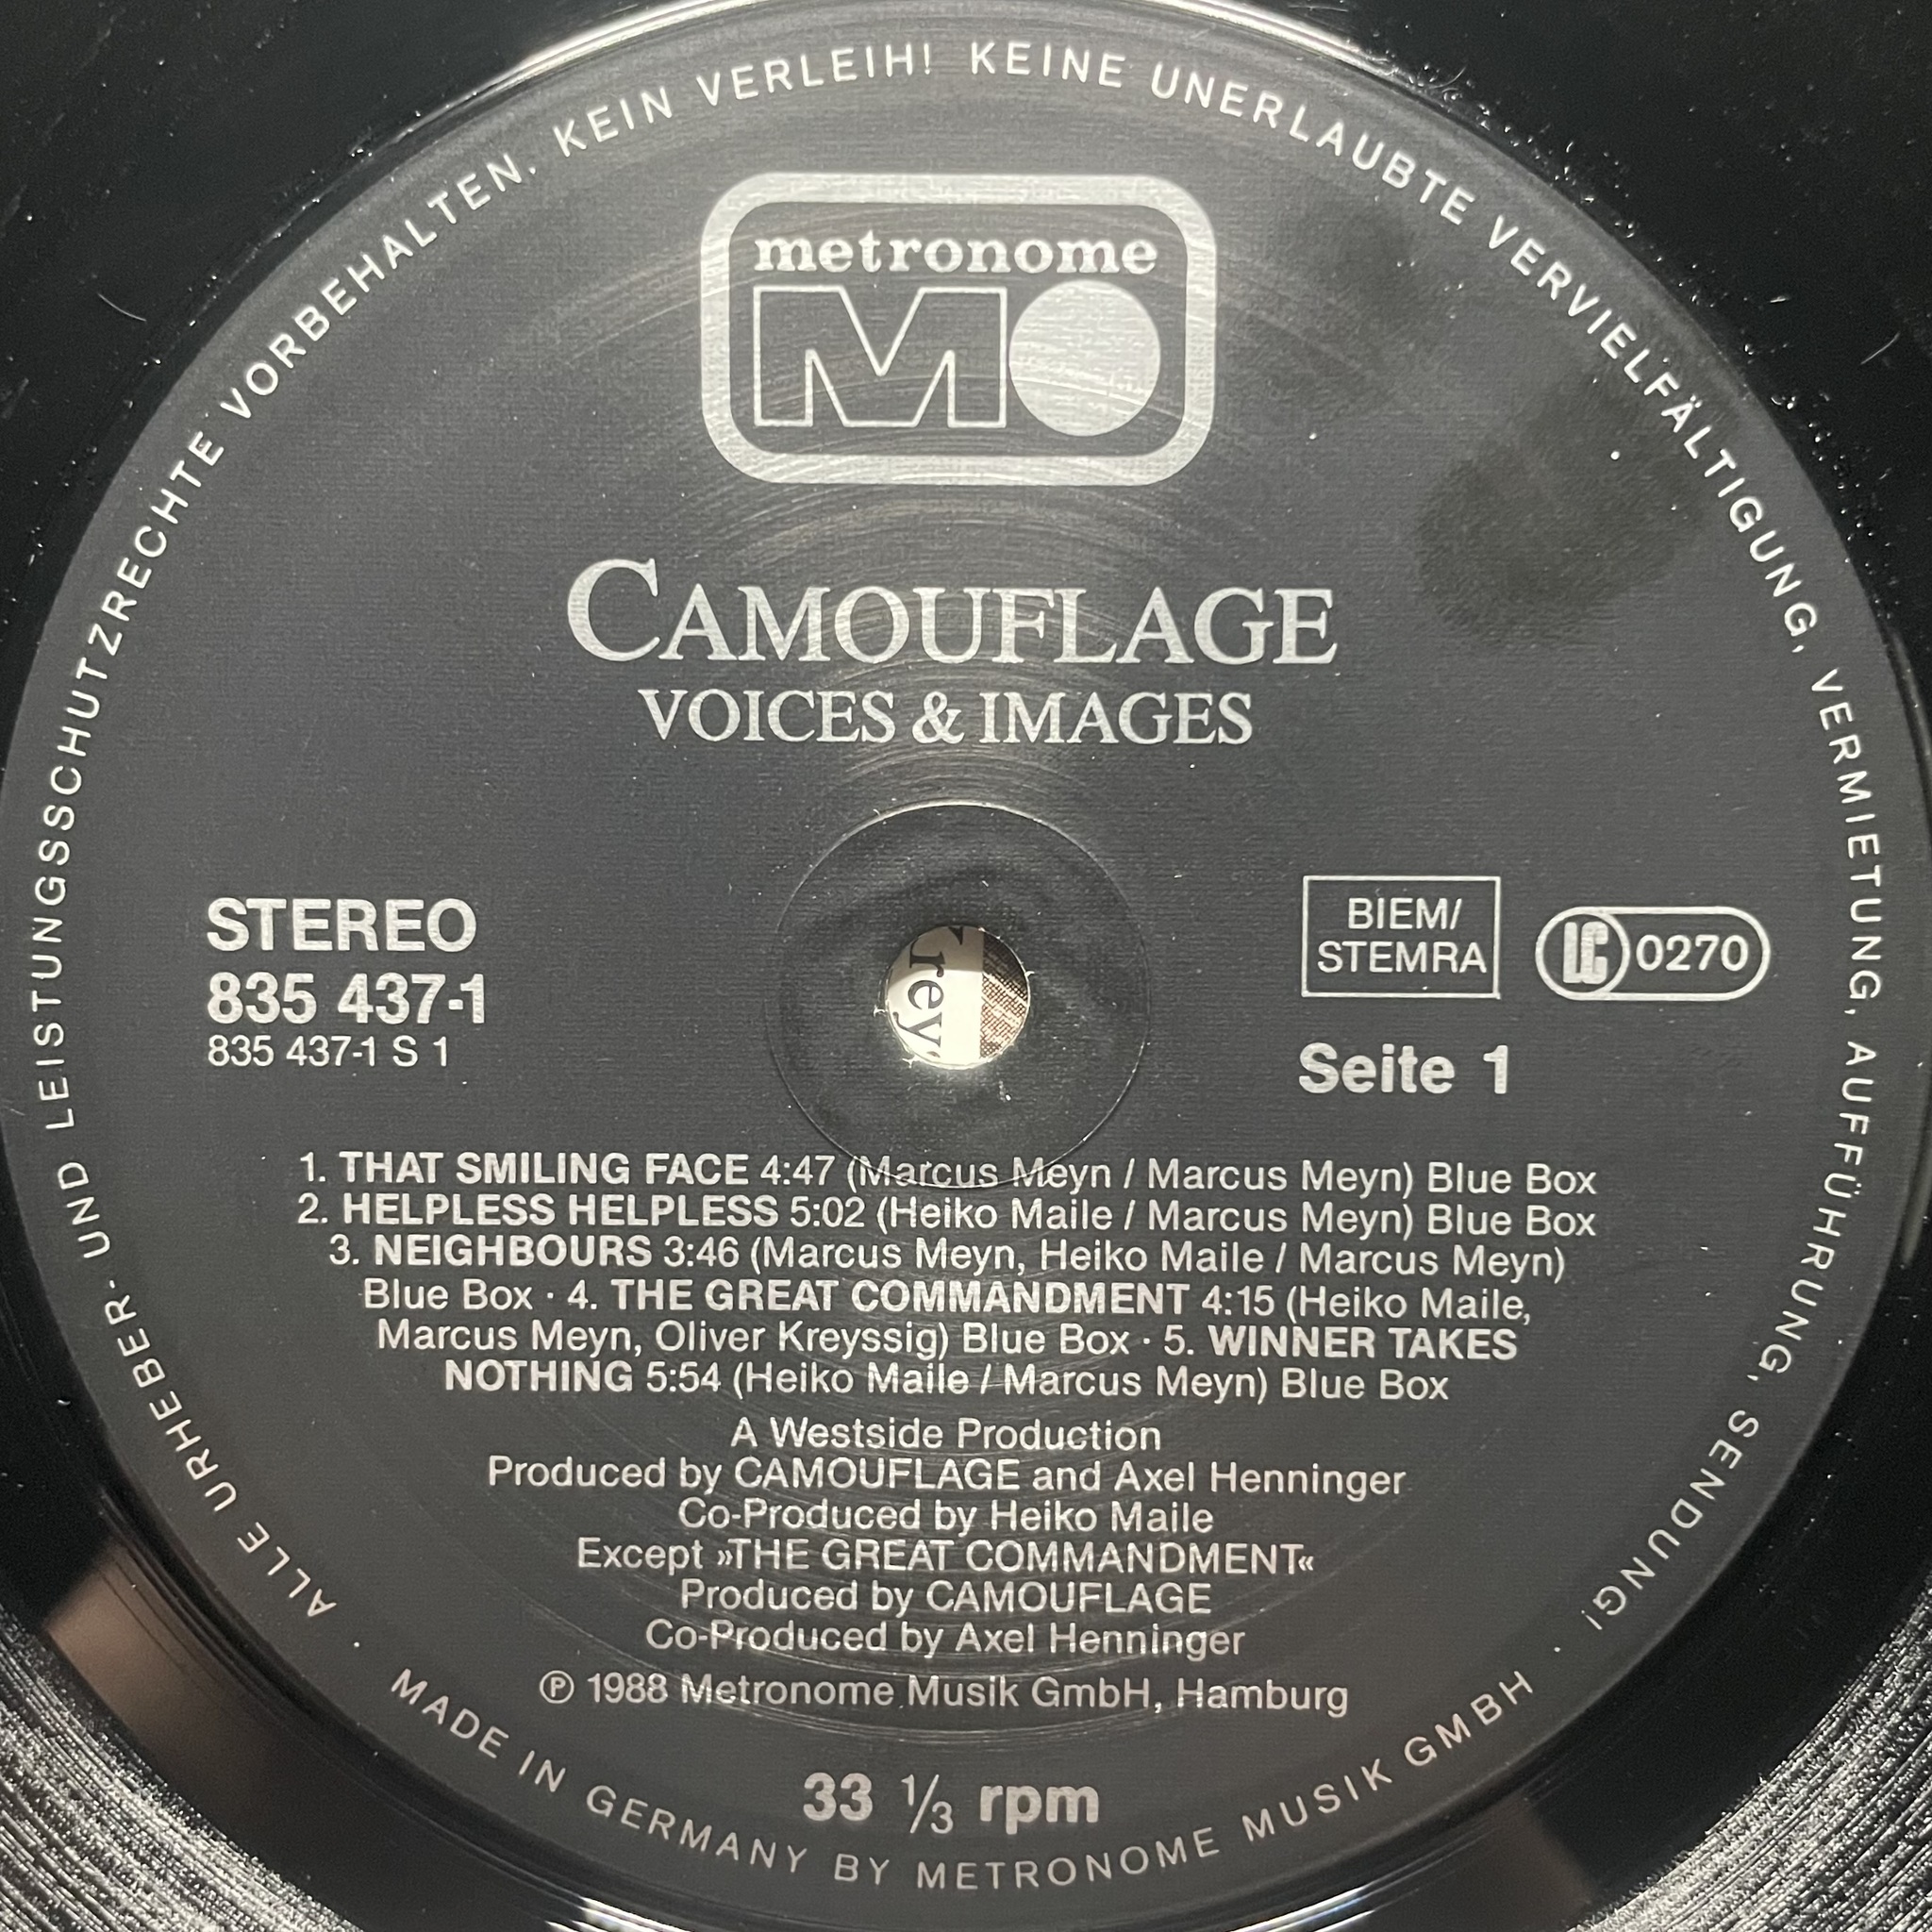 ALLE URHEBER- UND LEISTUNGSSCHUTZRECHTE VORBEHALTEN. KEIN VERLEIH! KEINE UNERLAUBTE VERVIELFÄLTIGUNG, VERMIETUNG, AUFFÜHRUNG, SENDUNG!
metronome
MO
CAMOUFLAGE
VOICES & IMAGES
STEREO
835 437-1
835 437-1 S 1
BIEM/
STEMRA
LC 0270
Seite 1
rey
1. THAT SMILING FACE 4:47 (Marcus Meyn / Marcus Meyn) Blue Box
2. HELPLESS HELPLESS 5:02 (Heiko Maile / Marcus Meyn) Blue Box
3. NEIGHBOURS 3:46 (Marcus Meyn, Heiko Maile / Marcus Meyn)
Blue Box · 4. THE GREAT COMMANDMENT 4:15 (Heiko Maile,
Marcus Meyn, Oliver Kreyssig) Blue Box · 5. WINNER TAKES
NOTHING 5:54 (Heiko Maile / Marcus Meyn) Blue Box
A Westside Production
Produced by CAMOUFLAGE and Axel Henninger
Co-Produced by Heiko Maile
Except »THE GREAT COMMANDMENT«
Produced by CAMOUFLAGE
Co-Produced by Axel Henninger
℗ 1988 Metronome Musik GmbH, Hamburg
33 1/3 rpm
· MADE IN GERMANY BY METRONOME MUSIK GMBH ·